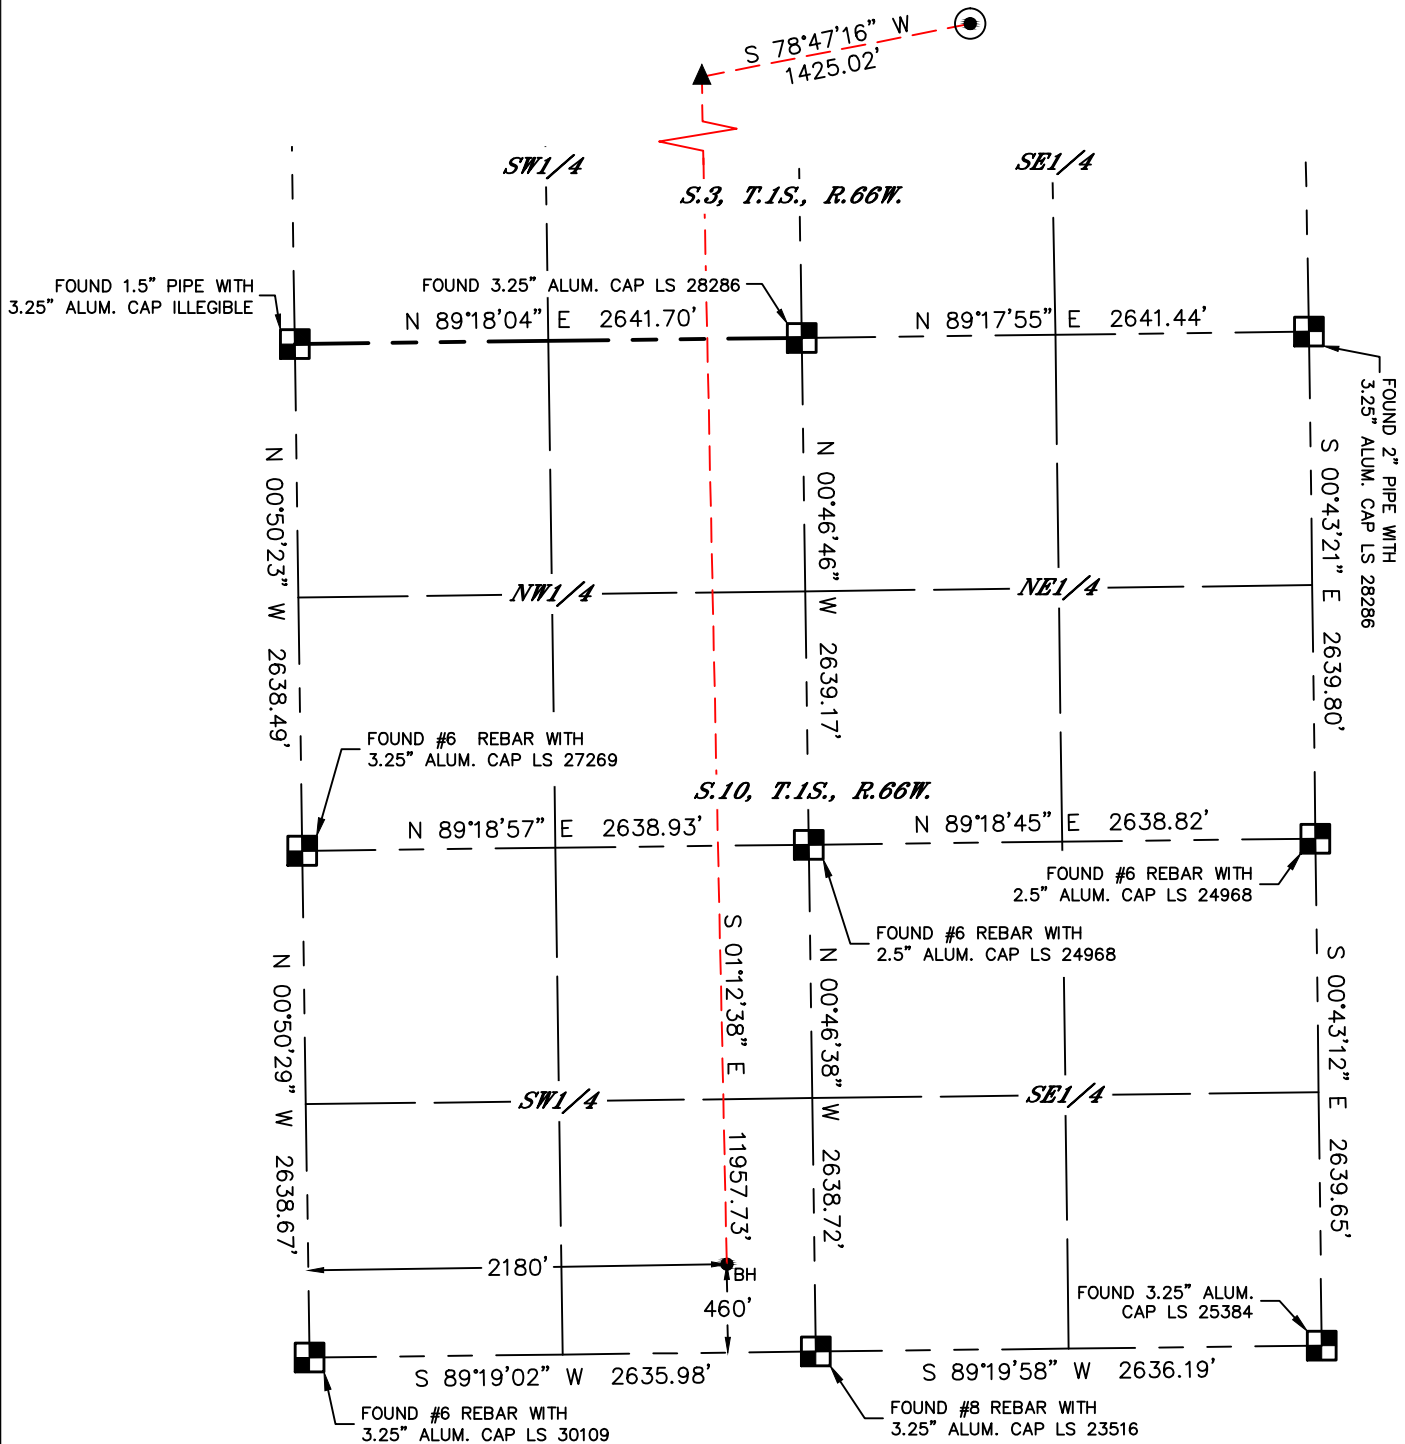 S 78°47'16" W
1425.02'
SW1/4
SE1/4
S.3, T.1S., R.66W.
FOUND 1.5" PIPE WITH
3.25" ALUM. CAP ILLEGIBLE
FOUND 3.25" ALUM. CAP LS 28286
N 89°18'04" E 2641.70'
N 89°17'55" E 2641.44'
FOUND 2" PIPE WITH
3.25" ALUM. CAP LS 28286
N 00°50'23" W 2638.49'
N 00°46'46" W 2639.17'
S 00°43'21" E 2639.80'
NW1/4
NE1/4
FOUND #6 REBAR WITH
3.25" ALUM. CAP LS 27269
S.10, T.1S., R.66W.
N 89°18'57" E 2638.93'
N 89°18'45" E 2638.82'
FOUND #6 REBAR WITH
2.5" ALUM. CAP LS 24968
FOUND #6 REBAR WITH
2.5" ALUM. CAP LS 24968
N 00°50'29" W 2638.67'
S 01°12'38" E 11957.73'
N 00°46'38" W 2638.72'
S 00°43'12" E 2639.65'
SW1/4
SE1/4
2180'
BH
460'
FOUND 3.25" ALUM.
CAP LS 25384
S 89°19'02" W 2635.98'
S 89°19'58" W 2636.19'
FOUND #6 REBAR WITH
3.25" ALUM. CAP LS 30109
FOUND #8 REBAR WITH
3.25" ALUM. CAP LS 23516